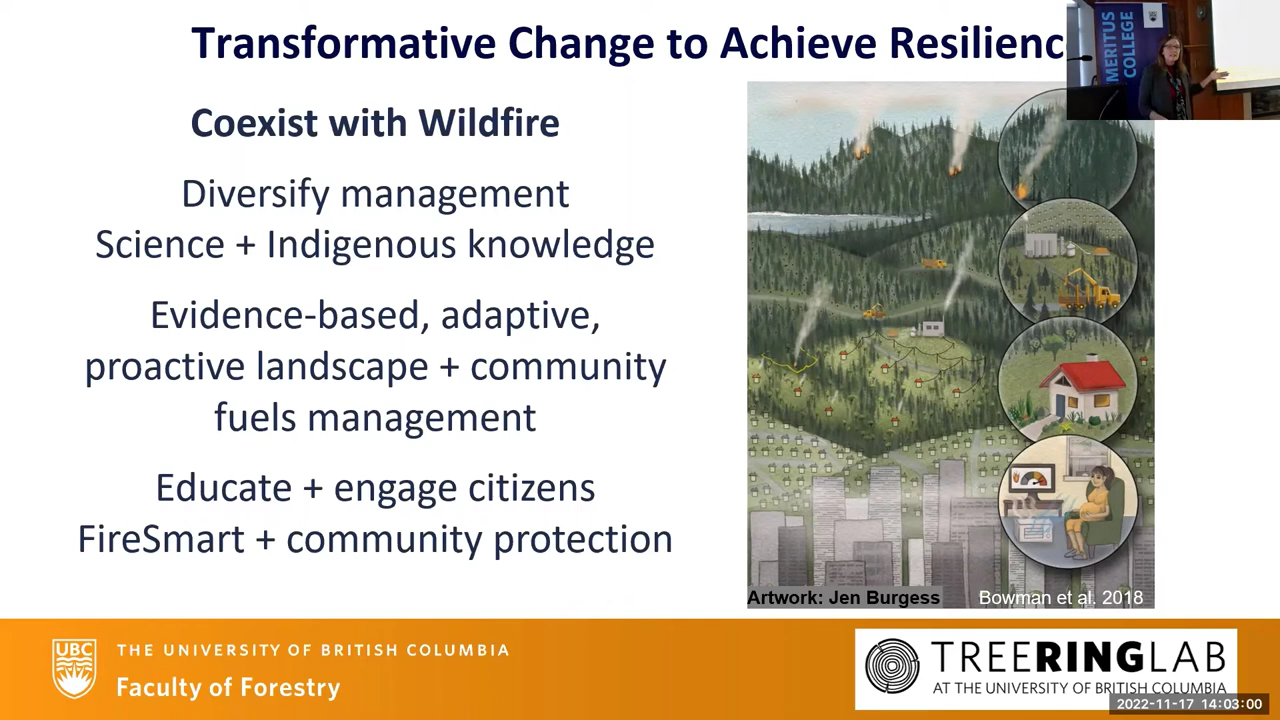 Transformative Change to Achieve Resilienc
Coexist with Wildfire
Diversify management
Science + Indigenous knowledge
Evidence-based, adaptive,
proactive landscape + community
fuels management
Educate + engage citizens
FireSmart + community protection
MERITUS
COLLEGE
Artwork: Jen Burgess
Bowman et al. 2018
UBC
THE UNIVERSITY OF BRITISH COLUMBIA
Faculty of Forestry
TREERINGLAB
AT THE UNIVERSITY OF BRITISH COLUMBIA
2022-11-17 14:03:00